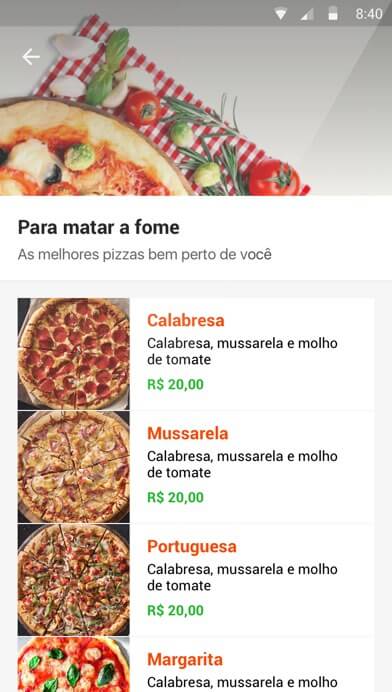 8:40
Para matar a fome
As melhores pizzas bem perto de você
Calabresa
Calabresa, mussarela e molho
de tomate
R$ 20,00
Mussarela
Calabresa, mussarela e molho
de tomate
R$ 20,00
Portuguesa
Calabresa, mussarela e molho
de tomate
R$ 20,00
Margarita
Calabresa, mussarela e molho